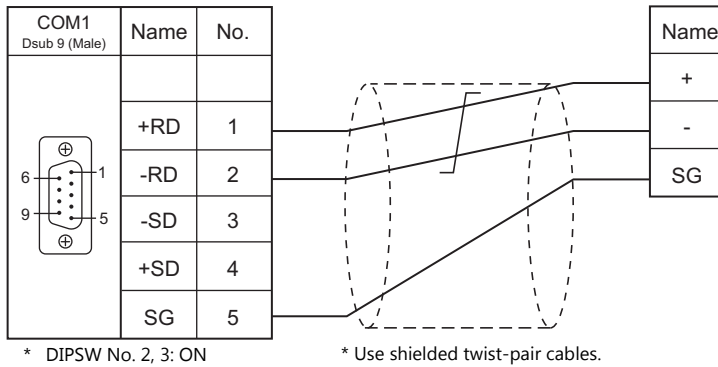 COM1
Dsub 9 (Male)
Name
No.
Name
+
+RD
1
-
-RD
2
SG
-SD
3
+SD
4
SG
5
6
1
9
5
* DIPSW No. 2, 3: ON
* Use shielded twist-pair cables.